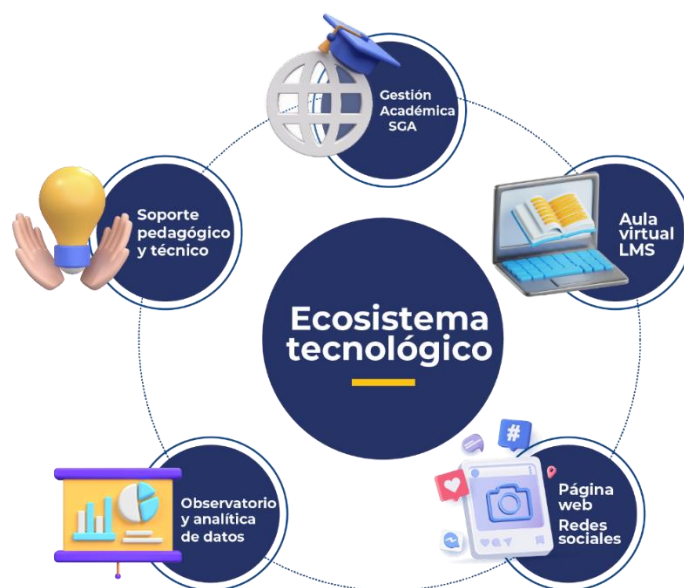 Gestión
Académica
SGA
Soporte
pedagógico
y técnico
Aula
virtual
LMS
Ecosistema
tecnológico
#
Observatorio
y analítica
de datos
Página
web
Redes
sociales